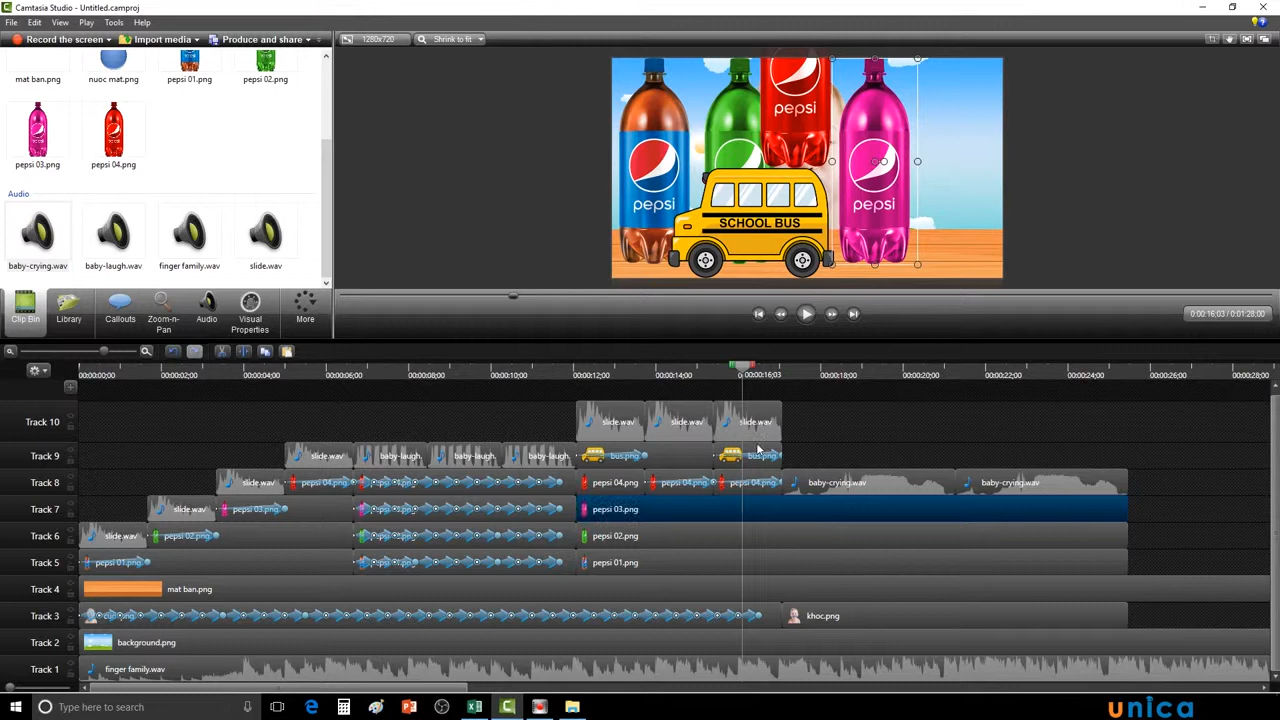 Camtasia Studio - Untitled.camproj
File Edit View Play Tools Help
Record the screen Import media Produce and share 1280x720 Shrink to fit
mat ban.png nuoc mat.png pepsi 01.png pepsi 02.png
pepsi 03.png pepsi 04.png
Audio
baby-crying.wav baby-laugh.wav finger family.wav slide.wav
pepsi
pepsi pepsi
SCHOOL BUS
Clip Bin Library Callouts Zoom-n-Pan Audio Visual Properties More
0:00:16;03 / 0:01:28;00
00:00:00;00 00:00:02;00 00:00:04;00 00:00:06;00 00:00:08;00 00:00:10;00 00:00:12;00 00:00:14;00 00:00:16;03 00:00:18;00 00:00:20;00 00:00:22;00 00:00:24;00 00:00:26;00 00:00:28;00
Track 10 slide.wav slide.wav slide.wav
Track 9 slide.wav baby-laugh. baby-laugh. baby-laugh. bus.png bus.png
Track 8 slide.wav pepsi 04.png pepsi 04.png pepsi 04.png pepsi 04.png baby-crying.wav baby-crying.wav
Track 7 slide.wav pepsi 03.png pepsi 03.png
Track 6 slide.wav pepsi 02.png pepsi 02.png
Track 5 pepsi 01.png pepsi 01.png
Track 4 mat ban.png
Track 3 khoc.png
Track 2 background.png
Track 1 finger family.wav
Type here to search
unica